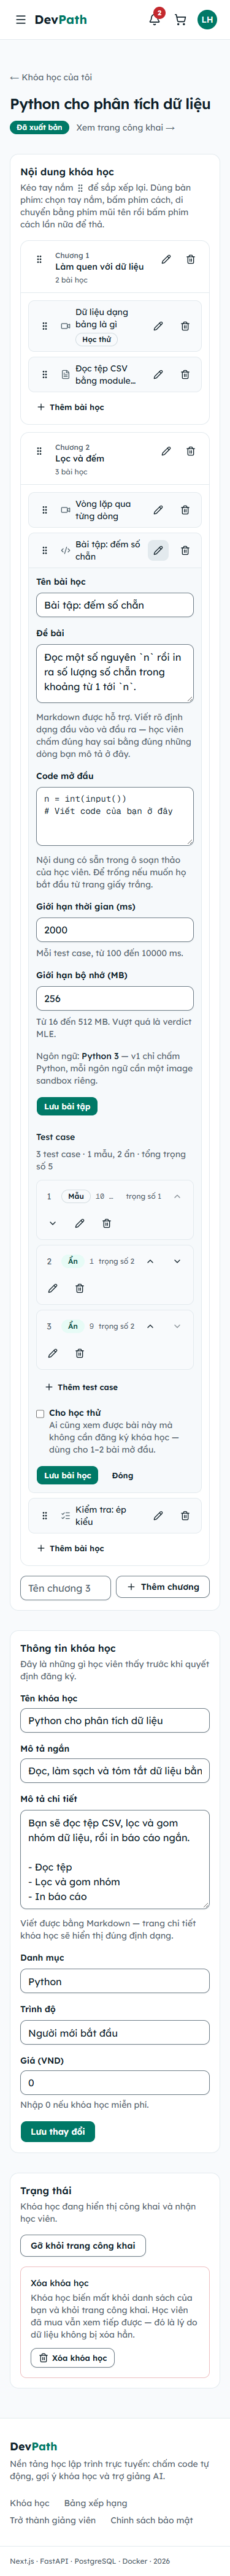 DevPath
2
LH
← Khóa học của tôi
Python cho phân tích dữ liệu
Đã xuất bản
Xem trang công khai →
Nội dung khóa học
Kéo tay nắm ⠿ để sắp xếp lại. Dùng bàn
phím: chọn tay nắm, bấm phím cách, di
chuyển bằng phím mũi tên rồi bấm phím
cách lần nữa để thả.
Chương 1
Làm quen với dữ liệu
2 bài học
Dữ liệu dạng
bảng là gì
Học thử
Đọc tệp CSV
bằng module…
+ Thêm bài học
Chương 2
Lọc và đếm
3 bài học
Vòng lặp qua
từng dòng
Bài tập: đếm số
chẵn
Tên bài học
Bài tập: đếm số chẵn
Đề bài
Đọc một số nguyên `n` rồi in
ra số lượng số chẵn trong
khoảng từ 1 tới `n`.
Markdown được hỗ trợ. Viết rõ định
dạng đầu vào và đầu ra — học viên
chấm đúng hay sai bằng đúng những
dòng bạn mô tả ở đây.
Code mở đầu
n = int(input())
# Viết code của bạn ở đây
Nội dung có sẵn trong ô soạn thảo
của học viên. Để trống nếu muốn họ
bắt đầu từ trang giấy trắng.
Giới hạn thời gian (ms)
2000
Mỗi test case, từ 100 đến 10000 ms.
Giới hạn bộ nhớ (MB)
256
Từ 16 đến 512 MB. Vượt quá là verdict
MLE.
Ngôn ngữ: Python 3 — v1 chỉ chấm
Python, mỗi ngôn ngữ cần một image
sandbox riêng.
Lưu bài tập
Test case
3 test case · 1 mẫu, 2 ẩn · tổng trọng
số 5
1 Mẫu 10 … trọng số 1
2 Ẩn 1 trọng số 2
3 Ẩn 9 trọng số 2
+ Thêm test case
Cho học thử
Ai cũng xem được bài này mà
không cần đăng ký khóa học —
dùng cho 1–2 bài mở đầu.
Lưu bài học
Đóng
Kiểm tra: ép
kiểu
+ Thêm bài học
Tên chương 3
+ Thêm chương
Thông tin khóa học
Đây là những gì học viên thấy trước khi quyết
định đăng ký.
Tên khóa học
Python cho phân tích dữ liệu
Mô tả ngắn
Đọc, làm sạch và tóm tắt dữ liệu bằn
Mô tả chi tiết
Bạn sẽ đọc tệp CSV, lọc và gom
nhóm dữ liệu, rồi in báo cáo ngắn.
- Đọc tệp
- Lọc và gom nhóm
- In báo cáo
Viết được bằng Markdown — trang chi tiết
khóa học sẽ hiển thị đúng định dạng.
Danh mục
Python
Trình độ
Người mới bắt đầu
Giá (VND)
0
Nhập 0 nếu khóa học miễn phí.
Lưu thay đổi
Trạng thái
Khóa học đang hiển thị công khai và nhận
học viên.
Gỡ khỏi trang công khai
Xóa khóa học
Khóa học biến mất khỏi danh sách của
bạn và khỏi trang công khai. Học viên
đã mua vẫn xem tiếp được — đó là lý do
dữ liệu không bị xóa hẳn.
Xóa khóa học
DevPath
Nền tảng học lập trình trực tuyến: chấm code tự
động, gợi ý khóa học và trợ giảng AI.
Khóa học
Bảng xếp hạng
Trở thành giảng viên
Chính sách bảo mật
Next.js · FastAPI · PostgreSQL · Docker · 2026